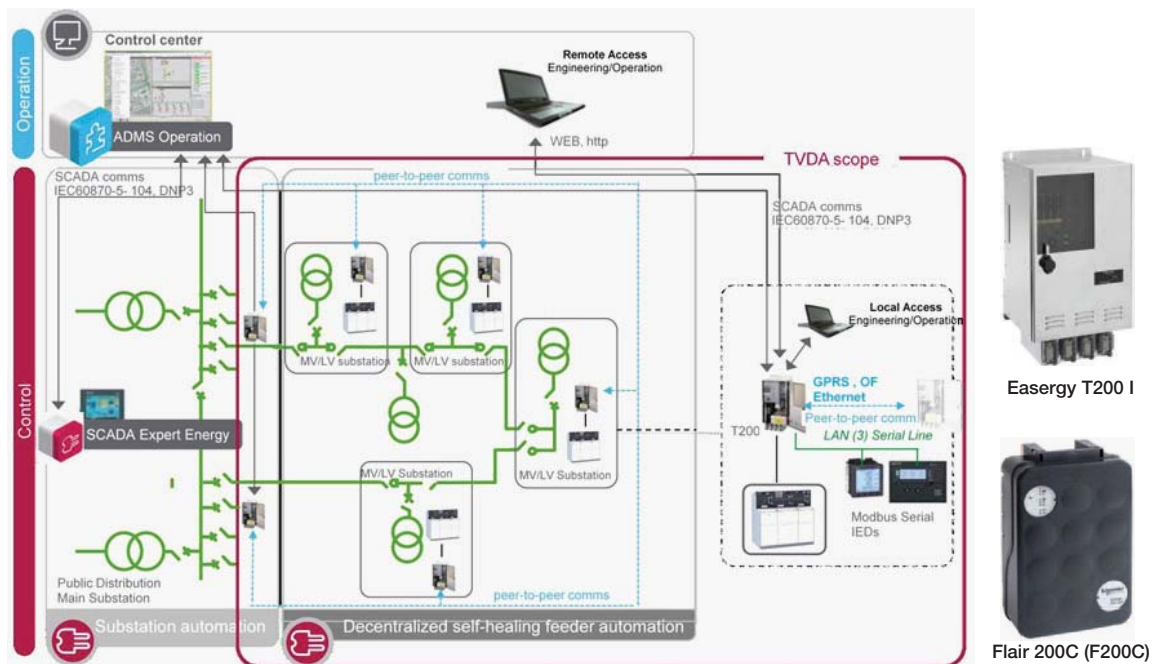 Operation
Control center
ADMS Operation
Remote Access
Engineering/Operation
WEB, http
Control
SCADA comms
IEC60870-5- 104, DNP3
peer-to-peer comms
TVDA scope
SCADA comms
IEC60870-5- 104, DNP3
MV/LV substation
MV/LV substation
MV/LV Substation
MV/LV Substation
SCADA Expert Energy
Local Access
Engineering/Operation
GPRS , OF
Ethernet
Peer-to-peer comm
T200
LAN (3) Serial Line
Modbus Serial
IEDs
Public Distribution
Main Substation
peer-to-peer comms
Substation automation
Decentralized self-healing feeder automation
Easergy T200 I
Schneider
Flair 200C (F200C)